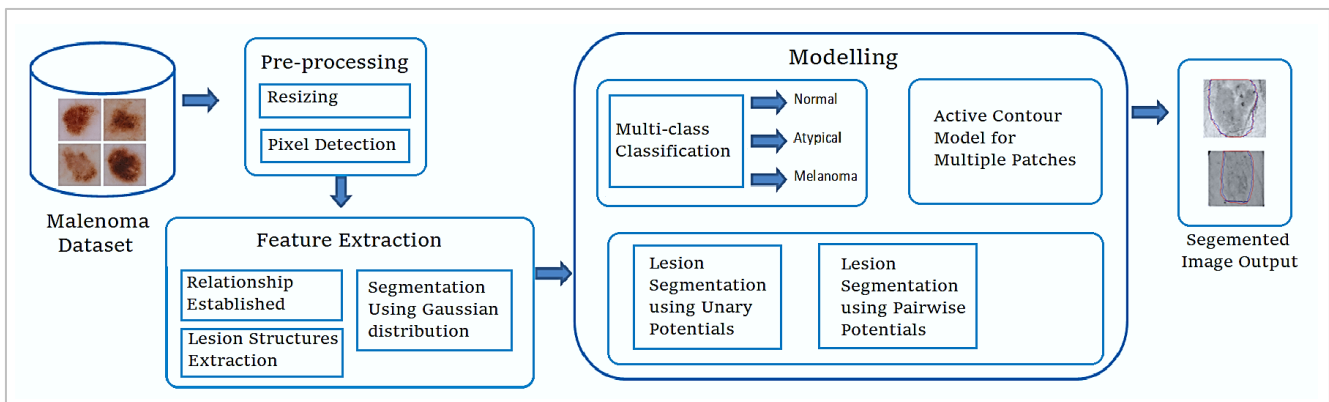 Malenoma
Dataset
Pre-processing
Resizing
Pixel Detection
Feature Extraction
Relationship
Established
Lesion Structures
Extraction
Segmentation
Using Gaussian
distribution
Modelling
Multi-class
Classification
Normal
Atypical
Melanoma
Active Contour
Model for
Multiple Patches
Lesion
Segmentation
using Unary
Potentials
Lesion
Segmentation
using Pairwise
Potentials
Segemented
Image Output